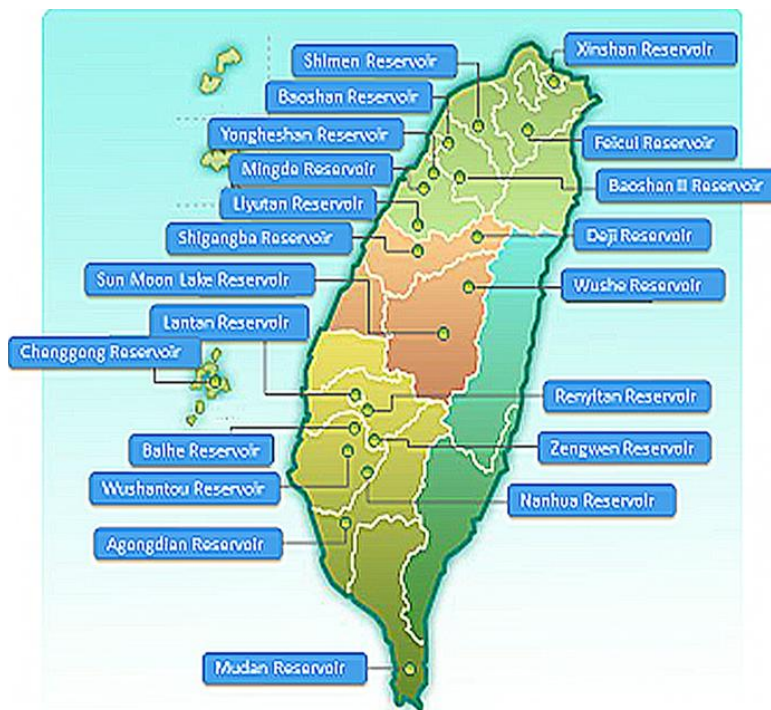 Xinshan Reservoir
Shimen Reservoir
Baoshan Reservoir
Yongheshan Reservoir
Feicui Reservoir
Mingde Reservoir
Baoshan II Reservoir
Liyutan Reservoir
Shigangba Reservoir
Deji Reservoir
Sun Moon Lake Reservoir
Wushe Reservoir
Lantan Reservoir
Chenggong Reservoir
Renyitan Reservoir
Baihe Reservoir
Zengwen Reservoir
Wushantou Reservoir
Nanhua Reservoir
Agongdian Reservoir
Mudan Reservoir